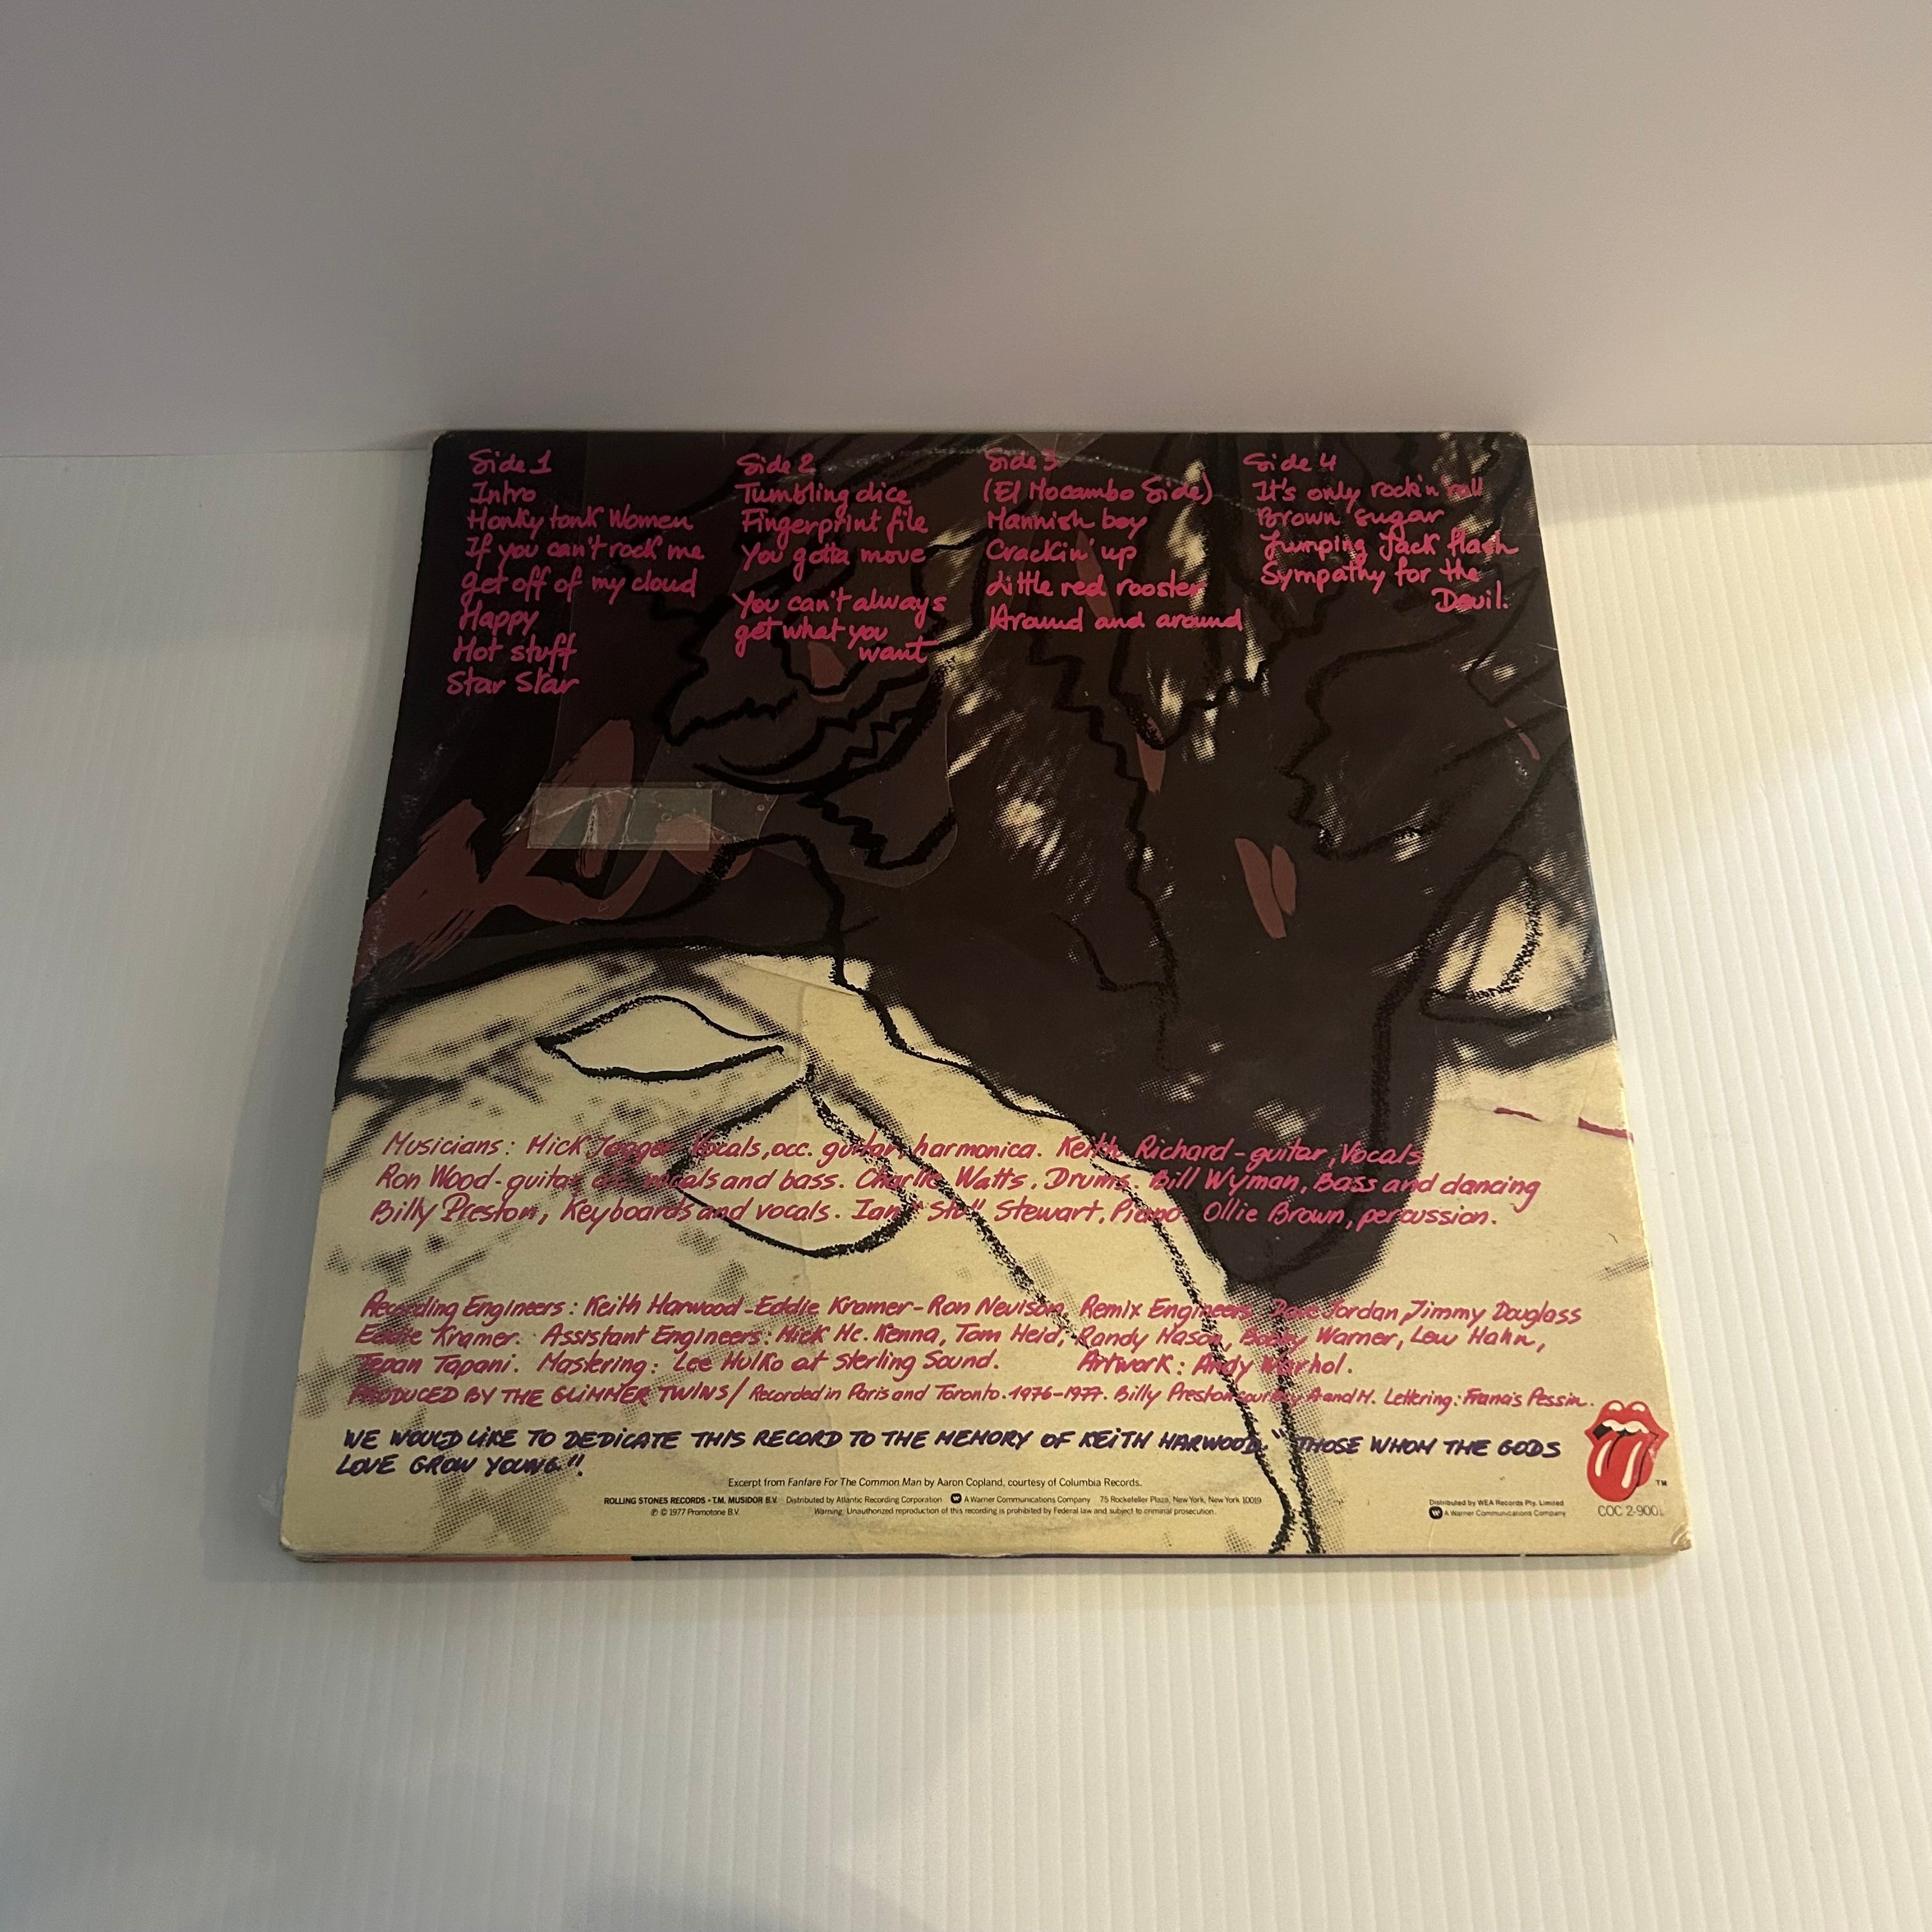 Side 1
Intro
Honky tonk Women
If you can't rock me
get off of my cloud
Happy
Hot stuff
Star Star
Side 2
Tumbling dice
Fingerprint file
You gotta move
You can't always
get what you
want
Side 3
(El Mocambo Side)
Mannish boy
Crackin' up
Little red rooster
Around and around
Side 4
It's only rock'n roll
Brown sugar
Jumping Jack flash
Sympathy for the
Devil.
Musicians: Mick Jagger Vocals, occ. guitar, harmonica. Keith Richard - guitar, Vocals
Ron Wood - guitar occ. vocals and bass. Charlie Watts, Drums. Bill Wyman, Bass and dancing
Billy Preston, Keyboards and vocals. Ian "Stu" Stewart, Piano. Ollie Brown, percussion.
Recording Engineers: Keith Harwood - Eddie Kramer - Ron Nevison, Remix Engineers Dave Jordan Jimmy Douglass
Eddie Kramer. Assistant Engineers: Mick Mc. Kenna, Tom Heid, Randy Mason, Bobby Warner, Lew Hahn,
Tapan Tapani. Mastering: Lee Hulko at Sterling Sound. Artwork: Andy Warhol.
PRODUCED BY THE GLIMMER TWINS / Recorded in Paris and Toronto. 1976-1977. Billy Preston courtesy A and M. Lettering: Francis Pessin.
WE WOULD LIKE TO DEDICATE THIS RECORD TO THE MEMORY OF KEITH HARWOOD. "THOSE WHOM THE GODS
LOVE GROW YOUNG".
Excerpt from Fanfare For The Common Man by Aaron Copland, courtesy of Columbia Records.
ROLLING STONES RECORDS • T.M. MUSIDOR B.V. Distributed by Atlantic Recording Corporation A Warner Communications Company 75 Rockefeller Plaza, New York, New York 10019
℗ © 1977 Promotone B.V. Warning: Unauthorized reproduction of this recording is prohibited by Federal law and subject to criminal prosecution.
Distributed by WEA Records Pty. Limited
A Warner Communications Company
TM
COC 2-900